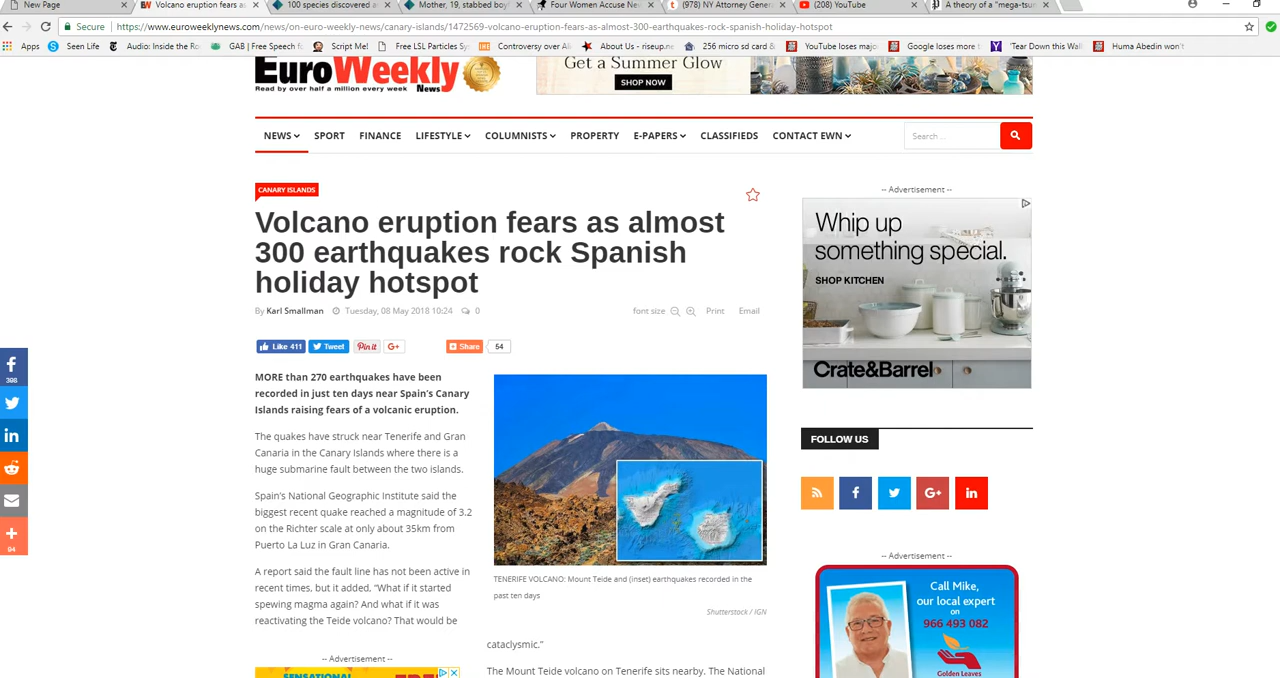 New Page
Volcano eruption fears as
100 species discovered a
Mother, 19, stabbed boyf
Four Women Accuse Nev
(978) NY Attorney Gener
(208) YouTube
A theory of a "mega-tsun
Secure
https://www.euroweeklynews.com/news/on-euro-weekly-news/canary-islands/1472569-volcano-eruption-fears-as-almost-300-earthquakes-rock-spanish-holiday-hotspot
Apps
Seen Life
Audio: Inside the Ro
GAB | Free Speech fo
Script Me!
Free LSL Particle Sys
Controversy over Al
About Us - riseup.ne
256 micro sd card &
YouTube loses majo
Google loses more t
'Tear Down this Wall
Huma Abedin won't
EuroWeekly
News
Read by over half a million every week
Get a Summer Glow
SHOP NOW
NEWS SPORT FINANCE LIFESTYLE COLUMNISTS PROPERTY E-PAPERS CLASSIFIEDS CONTACT EWN
Search ...
CANARY ISLANDS
Volcano eruption fears as almost
300 earthquakes rock Spanish
holiday hotspot
By Karl Smallman Tuesday, 08 May 2018 10:24 0
font size Print Email
Like 411 Tweet Pin it G+ Share 54
398
94
MORE than 270 earthquakes have been
recorded in just ten days near Spain's Canary
Islands raising fears of a volcanic eruption.
The quakes have struck near Tenerife and Gran
Canaria in the Canary Islands where there is a
huge submarine fault between the two islands.
Spain's National Geographic Institute said the
biggest recent quake reached a magnitude of 3.2
on the Richter scale at only about 35km from
Puerto La Luz in Gran Canaria.
A report said the fault line has not been active in
recent times, but it added, "What if it started
spewing magma again? And what if it was
reactivating the Teide volcano? That would be
-- Advertisement --
SENSATIONAL
TENERIFE VOLCANO: Mount Teide and (inset) earthquakes recorded in the
past ten days
Shutterstock / IGN
cataclysmic."
The Mount Teide volcano on Tenerife sits nearby. The National
-- Advertisement --
Whip up
something special.
SHOP KITCHEN
Crate&Barrel
FOLLOW US
-- Advertisement --
Call Mike,
our local expert
on
966 493 082
Golden Leaves